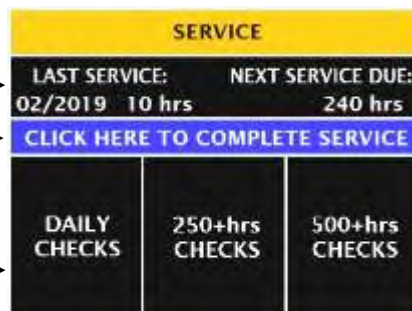 SERVICE
LAST SERVICE: NEXT SERVICE DUE:
02/2019 10 hrs 240 hrs
CLICK HERE TO COMPLETE SERVICE
DAILY CHECKS
250+hrs CHECKS
500+hrs CHECKS